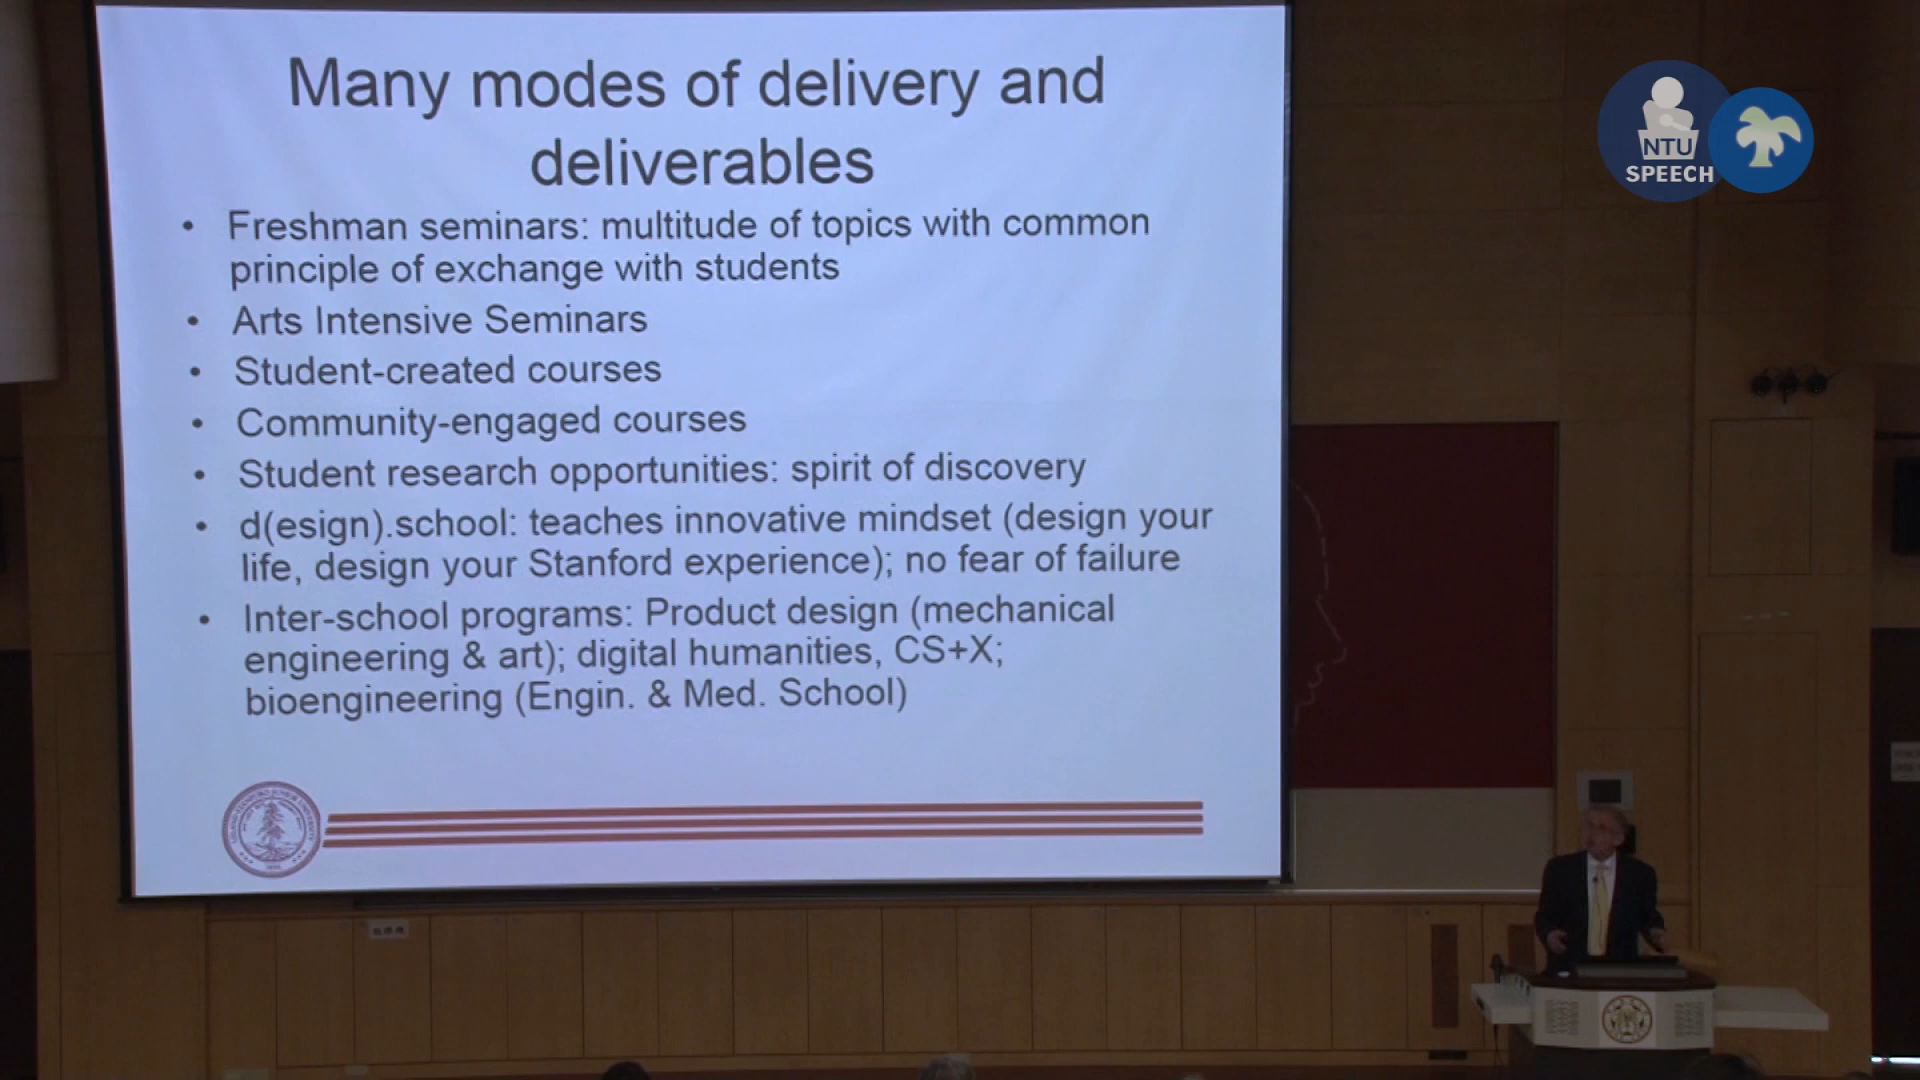 Many modes of delivery and
deliverables
• Freshman seminars: multitude of topics with common
principle of exchange with students
• Arts Intensive Seminars
• Student-created courses
• Community-engaged courses
• Student research opportunities: spirit of discovery
• d(esign).school: teaches innovative mindset (design your
life, design your Stanford experience); no fear of failure
• Inter-school programs: Product design (mechanical
engineering & art); digital humanities, CS+X;
bioengineering (Engin. & Med. School)
NTU
SPEECH